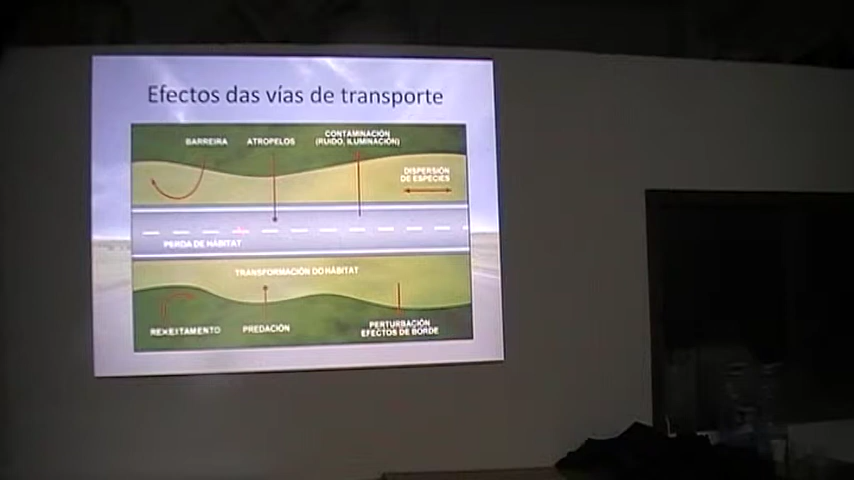 Efectos das vías de transporte
BARREIRA
ATROPELOS
CONTAMINACIÓN
(RUIDO, ILUMINACIÓN)
DISPERSIÓN
DE ESPECIES
PERDA DE HÁBITAT
TRANSFORMACIÓN DO HÁBITAT
REXEITAMENTO
PREDACIÓN
PERTURBACIÓN
EFECTOS DE BORDE